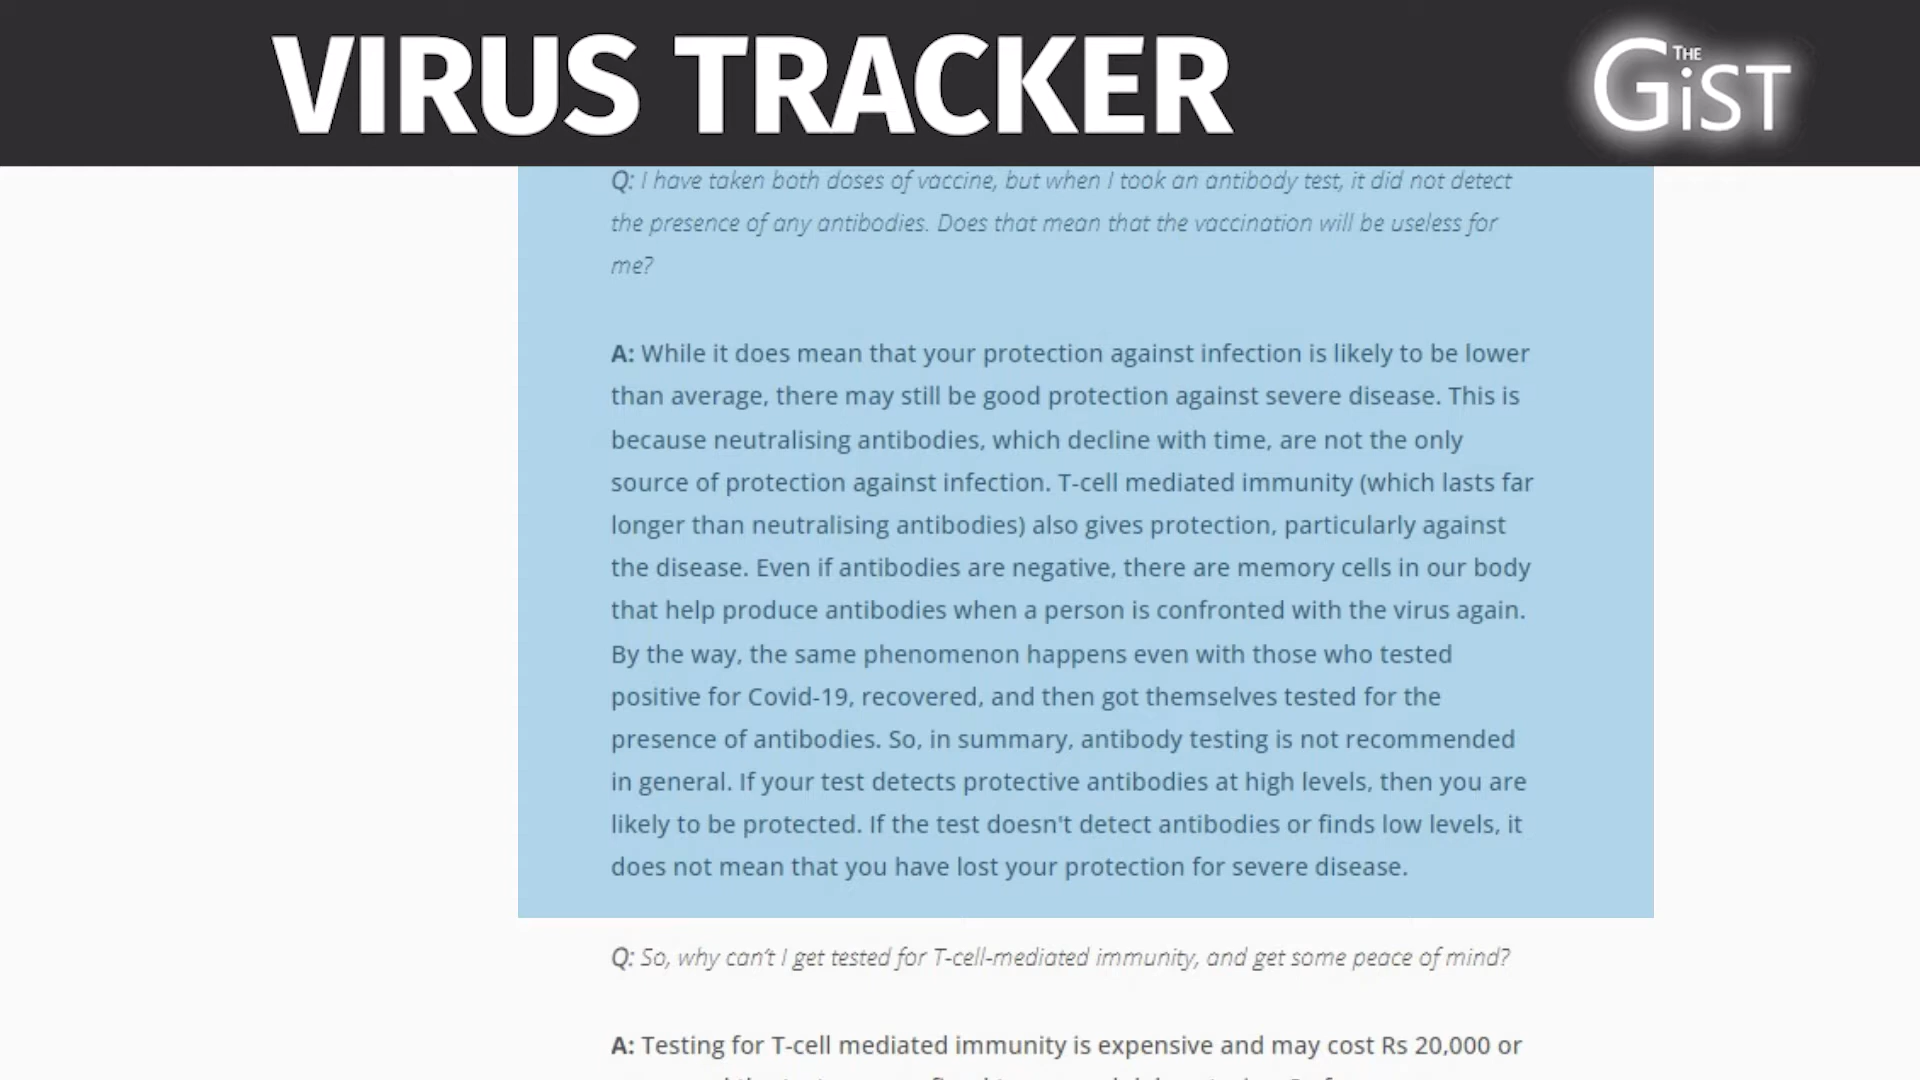 VIRUS TRACKER
THE
GiST
Q: I have taken both doses of vaccine, but when I took an antibody test, it did not detect
the presence of any antibodies. Does that mean that the vaccination will be useless for
me?
A: While it does mean that your protection against infection is likely to be lower
than average, there may still be good protection against severe disease. This is
because neutralising antibodies, which decline with time, are not the only
source of protection against infection. T-cell mediated immunity (which lasts far
longer than neutralising antibodies) also gives protection, particularly against
the disease. Even if antibodies are negative, there are memory cells in our body
that help produce antibodies when a person is confronted with the virus again.
By the way, the same phenomenon happens even with those who tested
positive for Covid-19, recovered, and then got themselves tested for the
presence of antibodies. So, in summary, antibody testing is not recommended
in general. If your test detects protective antibodies at high levels, then you are
likely to be protected. If the test doesn't detect antibodies or finds low levels, it
does not mean that you have lost your protection for severe disease.
Q: So, why can't I get tested for T-cell-mediated immunity, and get some peace of mind?
A: Testing for T-cell mediated immunity is expensive and may cost Rs 20,000 or